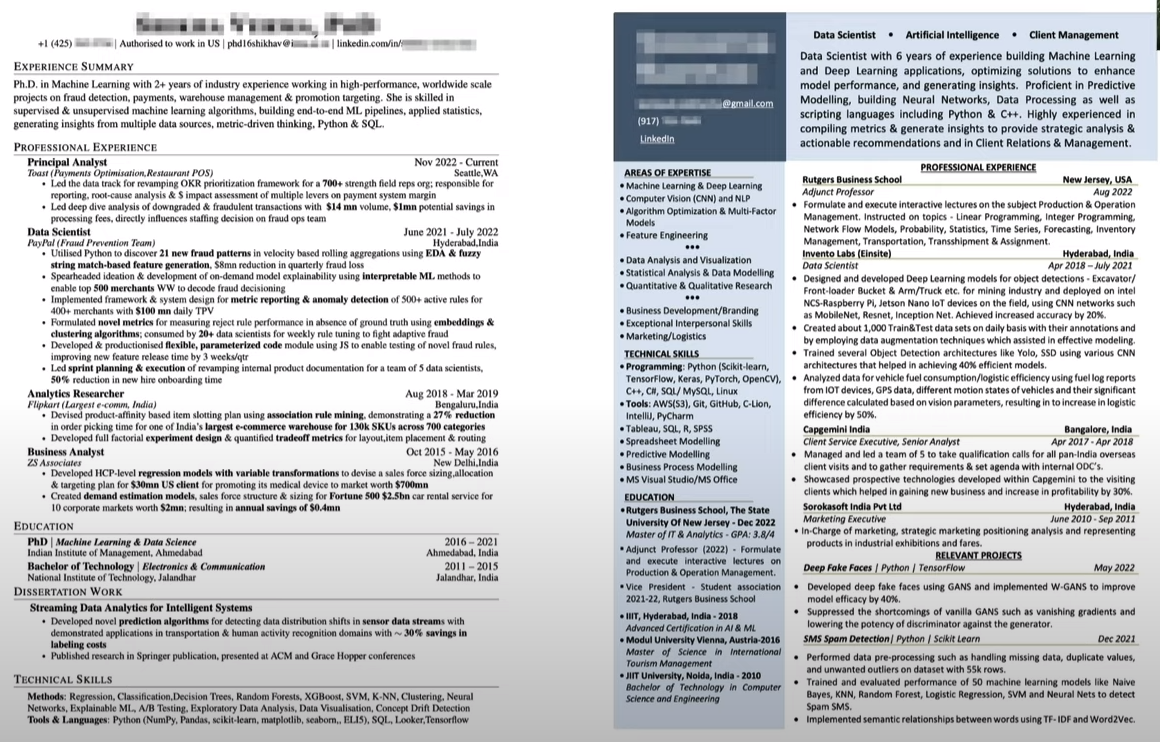 +1 (425) | Authorised to work in US | phd16shikhav@i | linkedin.com/in/
EXPERIENCE SUMMARY
Ph.D. in Machine Learning with 2+ years of industry experience working in high-performance, worldwide scale
projects on fraud detection, payments, warehouse management & promotion targeting. She is skilled in
supervised & unsupervised machine learning algorithms, building end-to-end ML pipelines, applied statistics,
generating insights from multiple data sources, metric-driven thinking, Python & SQL.
PROFESSIONAL EXPERIENCE
Principal Analyst Nov 2022 - Current
Toast (Payments Optimisation,Restaurant POS) Seattle,WA
• Led the data track for revamping OKR prioritization framework for a 700+ strength field reps org; responsible for
reporting, root-cause analysis & $ impact assessment of multiple levers on payment system margin
• Led deep dive analysis of downgraded & fraudulent transactions with $14 mn volume, $1mn potential savings in
processing fees, directly influences staffing decision on fraud ops team
Data Scientist June 2021 - July 2022
PayPal (Fraud Prevention Team) Hyderabad,India
• Utilised Python to discover 21 new fraud patterns in velocity based rolling aggregations using EDA & fuzzy
string match-based feature generation, $8mn reduction in quarterly fraud loss
• Spearheaded ideation & development of on-demand model explainability using interpretable ML methods to
enable top 500 merchants WW to decode fraud decisioning
• Implemented framework & system design for metric reporting & anomaly detection of 500+ active rules for
400+ merchants with $100 mn daily TPV
• Formulated novel metrics for measuring reject rule performance in absence of ground truth using embeddings &
clustering algorithms; consumed by 20+ data scientists for weekly rule tuning to fight adaptive fraud
• Developed & productionised flexible, parameterized code module using JS to enable testing of novel fraud rules,
improving new feature release time by 3 weeks/qtr
• Led sprint planning & execution of revamping internal product documentation for a team of 5 data scientists,
50% reduction in new hire onboarding time
Analytics Researcher Aug 2018 - Mar 2019
Flipkart (Largest e-comm, India) Bengaluru,India
• Devised product-affinity based item slotting plan using association rule mining, demonstrating a 27% reduction
in order picking time for one of India's largest e-commerce warehouse for 130k SKUs across 700 categories
• Developed full factorial experiment design & quantified tradeoff metrics for layout,item placement & routing
Business Analyst Oct 2015 - May 2016
ZS Associates New Delhi,India
• Developed HCP-level regression models with variable transformations to devise a sales force sizing,allocation
& targeting plan for $30mn US client for promoting its medical device to market worth $700mn
• Created demand estimation models, sales force structure & sizing for Fortune 500 $2.5bn car rental service for
10 corporate markets worth $2mn; resulting in annual savings of $0.4mn
EDUCATION
PhD | Machine Learning & Data Science 2016 – 2021
Indian Institute of Management, Ahmedabad Ahmedabad, India
Bachelor of Technology | Electronics & Communication 2011 – 2015
National Institute of Technology, Jalandhar Jalandhar, India
DISSERTATION WORK
Streaming Data Analytics for Intelligent Systems
• Developed novel prediction algorithms for detecting data distribution shifts in sensor data streams with
demonstrated applications in transportation & human activity recognition domains with ~ 30% savings in
labeling costs
• Published research in Springer publication, presented at ACM and Grace Hopper conferences
TECHNICAL SKILLS
Methods: Regression, Classification,Decision Trees, Random Forests, XGBoost, SVM, K-NN, Clustering, Neural
Networks, Explainable ML, A/B Testing, Exploratory Data Analysis, Data Visualisation, Concept Drift Detection
Tools & Languages: Python (NumPy, Pandas, scikit-learn, matplotlib, seaborn,, ELI5), SQL, Looker,Tensorflow
@gmail.com
(917)
LinkedIn
AREAS OF EXPERTISE
• Machine Learning & Deep Learning
• Computer Vision (CNN) and NLP
• Algorithm Optimization & Multi-Factor
Models
• Feature Engineering
•••
• Data Analysis and Visualization
• Statistical Analysis & Data Modelling
• Quantitative & Qualitative Research
•••
• Business Development/Branding
• Exceptional Interpersonal Skills
• Marketing/Logistics
TECHNICAL SKILLS
• Programming: Python (Scikit-learn,
TensorFlow, Keras, PyTorch, OpenCV),
C++, C#, SQL/ MySQL, Linux
• Tools: AWS(S3), Git, GitHub, C-Lion,
IntelliJ, PyCharm
• Tableau, SQL, R, SPSS
• Spreadsheet Modelling
• Predictive Modelling
• Business Process Modelling
• MS Visual Studio/MS Office
EDUCATION
• Rutgers Business School, The State
University Of New Jersey - Dec 2022
Master of IT & Analytics - GPA: 3.8/4
• Adjunct Professor (2022) - Formulate
and execute interactive lectures on
Production & Operation Management.
• Vice President - Student association
2021-22, Rutgers Business School
• IIIT, Hyderabad, India - 2018
Advanced Certification in AI & ML
• Modul University Vienna, Austria-2016
Master of Science in International
Tourism Management
• JIIT University, Noida, India - 2010
Bachelor of Technology in Computer
Science and Engineering
Data Scientist • Artificial Intelligence • Client Management
Data Scientist with 6 years of experience building Machine Learning
and Deep Learning applications, optimizing solutions to enhance
model performance, and generating insights. Proficient in Predictive
Modelling, building Neural Networks, Data Processing as well as
scripting languages including Python & C++. Highly experienced in
compiling metrics & generate insights to provide strategic analysis &
actionable recommendations and in Client Relations & Management.
PROFESSIONAL EXPERIENCE
Rutgers Business School New Jersey, USA
Adjunct Professor Aug 2022
• Formulate and execute interactive lectures on the subject Production & Operation
Management. Instructed on topics - Linear Programming, Integer Programming,
Network Flow Models, Probability, Statistics, Time Series, Forecasting, Inventory
Management, Transportation, Transshipment & Assignment.
Invento Labs (Einsite) Hyderabad, India
Data Scientist Apr 2018 – July 2021
• Designed and developed Deep Learning models for object detections - Excavator/
Front-loader Bucket & Arm/Truck etc. for mining industry and deployed on intel
NCS-Raspberry Pi, Jetson Nano IoT devices on the field, using CNN networks such
as MobileNet, Resnet, Inception Net. Achieved increased accuracy by 20%.
• Created about 1,000 Train&Test data sets on daily basis with their annotations and
by employing data augmentation techniques which assisted in effective modeling.
• Trained several Object Detection architectures like Yolo, SSD using various CNN
architectures that helped in achieving 40% efficient models.
• Analyzed data for vehicle fuel consumption/logistic efficiency using fuel log reports
from IOT devices, GPS data, different motion states of vehicles and their significant
difference calculated based on vision parameters, resulting in to increase in logistic
efficiency by 50%.
Capgemini India Bangalore, India
Client Service Executive, Senior Analyst Apr 2017 - Apr 2018
• Managed and led a team of 5 to take qualification calls for all pan-India overseas
client visits and to gather requirements & set agenda with internal ODC's.
• Showcased prospective technologies developed within Capgemini to the visiting
clients which helped in gaining new business and increase in profitability by 30%.
Sorokasoft India Pvt Ltd Hyderabad, India
Marketing Executive June 2010 - Sep 2011
• In-Charge of marketing, strategic marketing positioning analysis and representing
products in industrial exhibitions and fares.
RELEVANT PROJECTS
Deep Fake Faces | Python | TensorFlow May 2022
• Developed deep fake faces using GANS and implemented W-GANS to improve
model efficacy by 40%.
• Suppressed the shortcomings of vanilla GANS such as vanishing gradients and
lowering the potency of discriminator against the generator.
SMS Spam Detection| Python | Scikit Learn Dec 2021
• Performed data pre-processing such as handling missing data, duplicate values,
and unwanted outliers on dataset with 55k rows.
• Trained and evaluated performance of 50 machine learning models like Naive
Bayes, KNN, Random Forest, Logistic Regression, SVM and Neural Nets to detect
Spam SMS.
• Implemented semantic relationships between words using TF-IDF and Word2Vec.